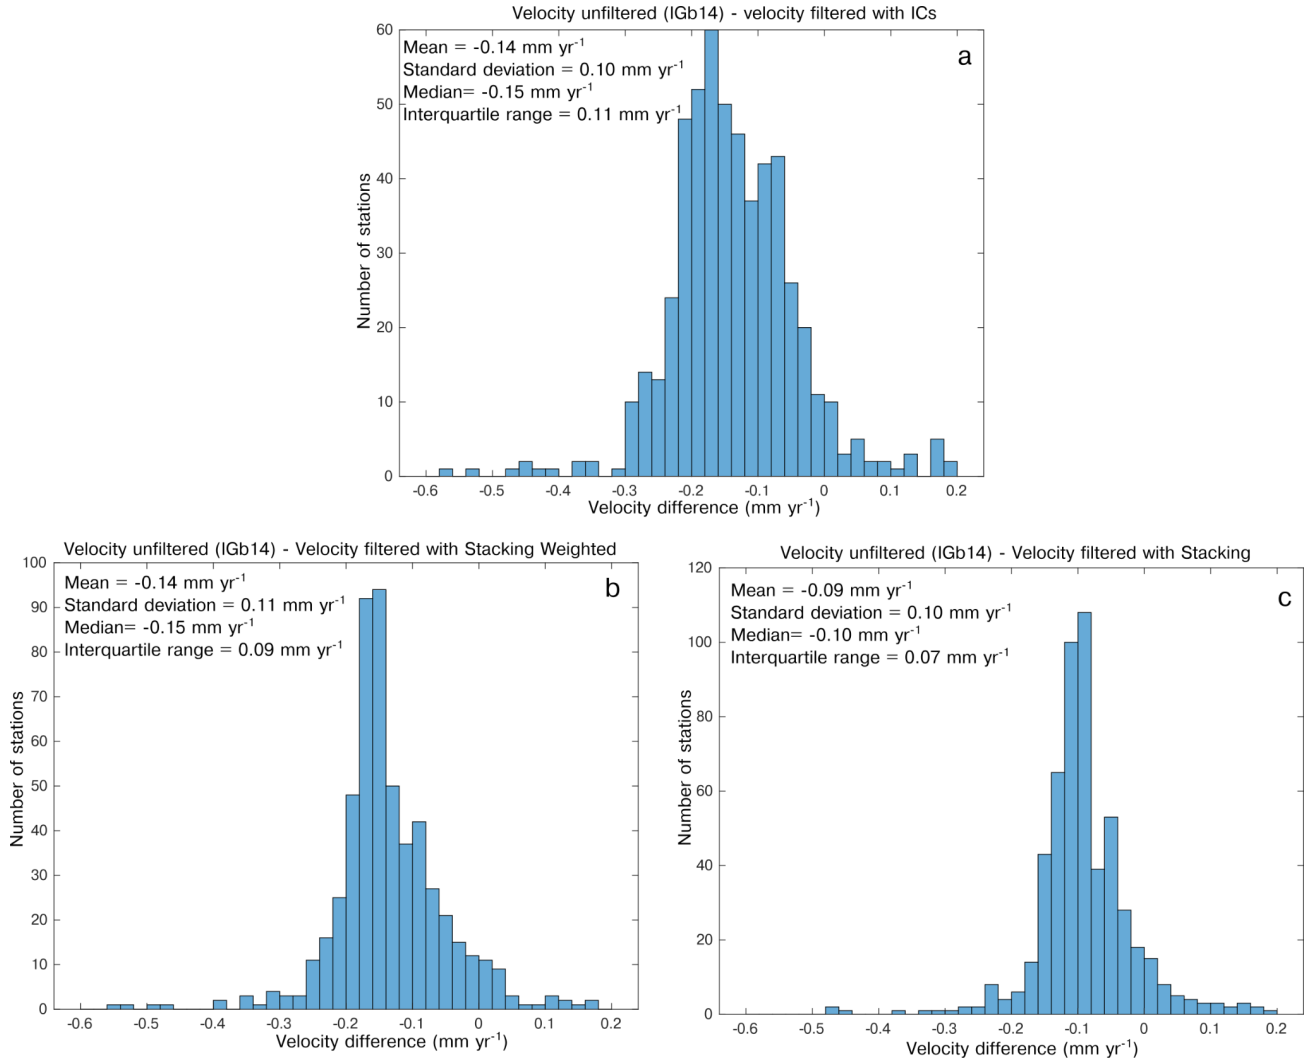 Velocity unfiltered (IGb14) - velocity filtered with ICs
Mean = -0.14 mm yr-1
Standard deviation = 0.10 mm yr-1
Median= -0.15 mm yr-1
Interquartile range = 0.11 mm yr-1
a
Number of stations
60
50
40
30
20
10
0
-0.6 -0.5 -0.4 -0.3 -0.2 -0.1 0 0.1 0.2
Velocity difference (mm yr-1)
Velocity unfiltered (IGb14) - Velocity filtered with Stacking Weighted
Mean = -0.14 mm yr-1
Standard deviation = 0.11 mm yr-1
Median= -0.15 mm yr-1
Interquartile range = 0.09 mm yr-1
b
Number of stations
100
90
80
70
60
50
40
30
20
10
0
-0.6 -0.5 -0.4 -0.3 -0.2 -0.1 0 0.1 0.2
Velocity difference (mm yr-1)
Velocity unfiltered (IGb14) - Velocity filtered with Stacking
Mean = -0.09 mm yr-1
Standard deviation = 0.10 mm yr-1
Median= -0.10 mm yr-1
Interquartile range = 0.07 mm yr-1
c
Number of stations
120
100
80
60
40
20
0
-0.6 -0.5 -0.4 -0.3 -0.2 -0.1 0 0.1 0.2
Velocity difference (mm yr-1)